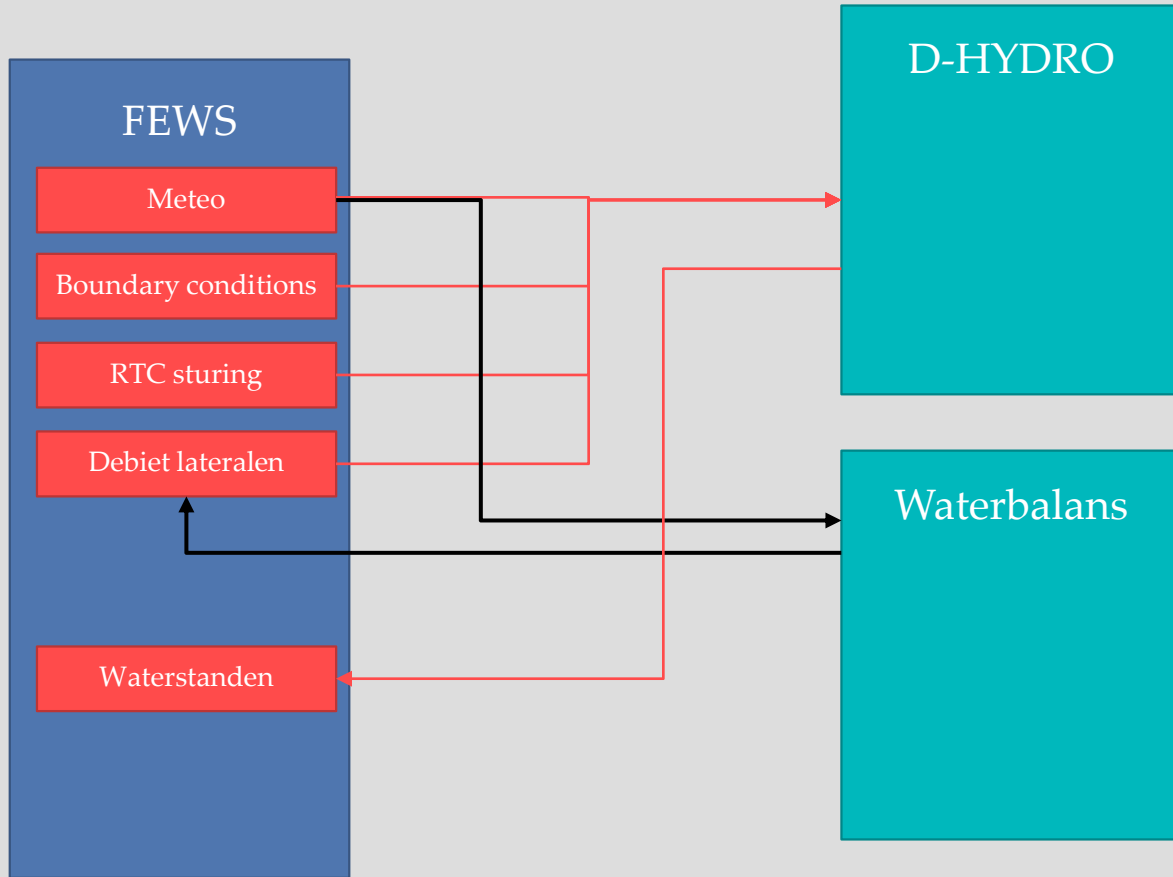 FEWS
Meteo
Boundary conditions
RTC sturing
Debiet lateralen
Waterstanden
D-HYDRO
Waterbalans